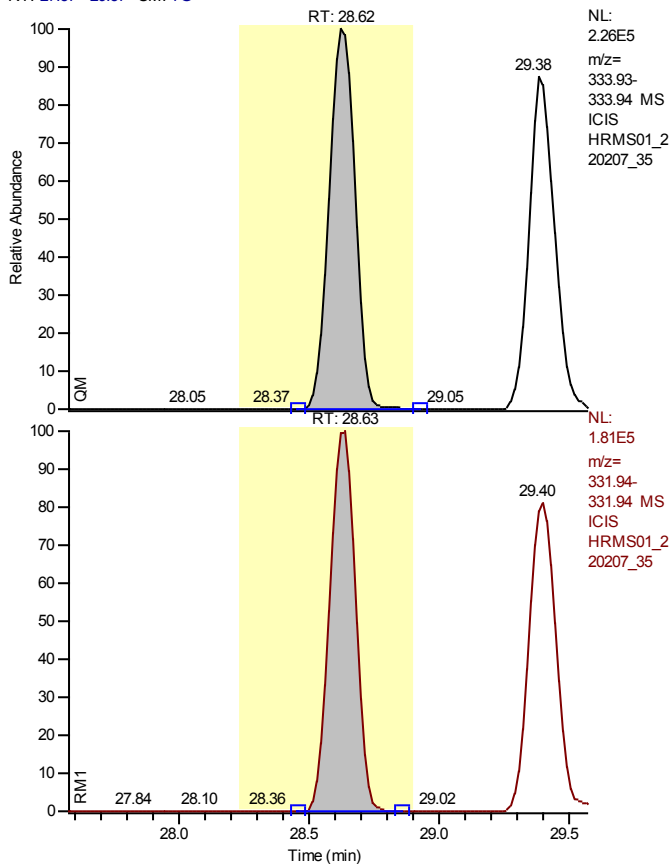 RT: 28.62
NL:
2.26E5
m/z=
333.93-
333.94 MS
ICIS
HRMS01_2
20207_35
29.38
100
90
80
70
60
50
40
30
20
10
0
Relative Abundance
QM
28.05
28.37
29.05
RT: 28.63
NL:
1.81E5
m/z=
331.94-
331.94 MS
ICIS
HRMS01_2
20207_35
29.40
100
90
80
70
60
50
40
30
20
10
0
RM1
27.84
28.10
28.36
29.02
28.0
28.5
29.0
29.5
Time (min)